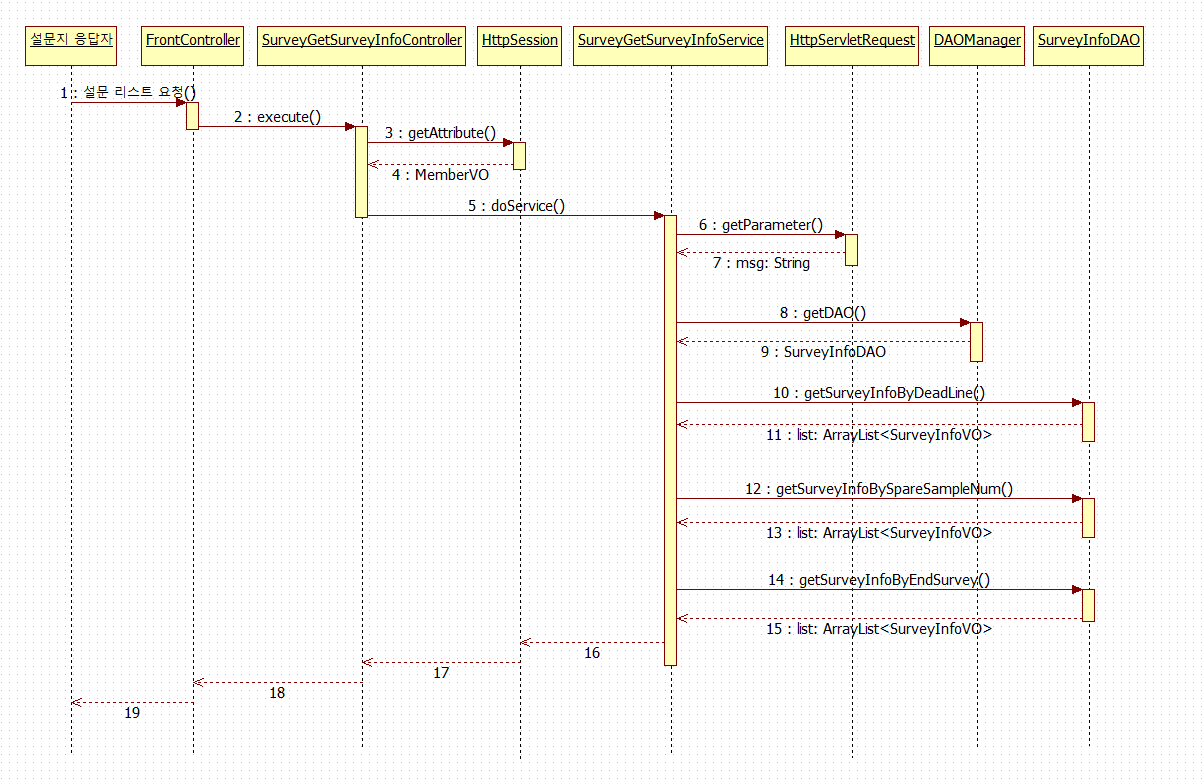 설문지 응답자
FrontController
SurveyGetSurveyInfoController
HttpSession
SurveyGetSurveyInfoService
HttpServletRequest
DAOManager
SurveyInfoDAO
1 : 설문 리스트 요청()
2 : execute()
3 : getAttribute()
4 : MemberVO
5 : doService()
6 : getParameter()
7 : msg: String
8 : getDAO()
9 : SurveyInfoDAO
10 : getSurveyInfoByDeadLine()
11 : list: ArrayList<SurveyInfoVO>
12 : getSurveyInfoBySpareSampleNum()
13 : list: ArrayList<SurveyInfoVO>
14 : getSurveyInfoByEndSurvey()
15 : list: ArrayList<SurveyInfoVO>
16
17
18
19